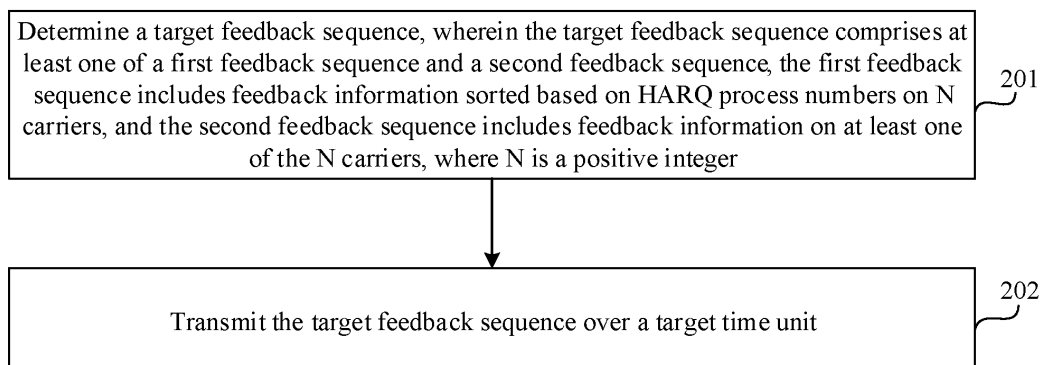 Determine a target feedback sequence, wherein the target feedback sequence comprises at
least one of a first feedback sequence and a second feedback sequence, the first feedback
sequence includes feedback information sorted based on HARQ process numbers on N
carriers, and the second feedback sequence includes feedback information on at least one
of the N carriers, where N is a positive integer
201
Transmit the target feedback sequence over a target time unit
202